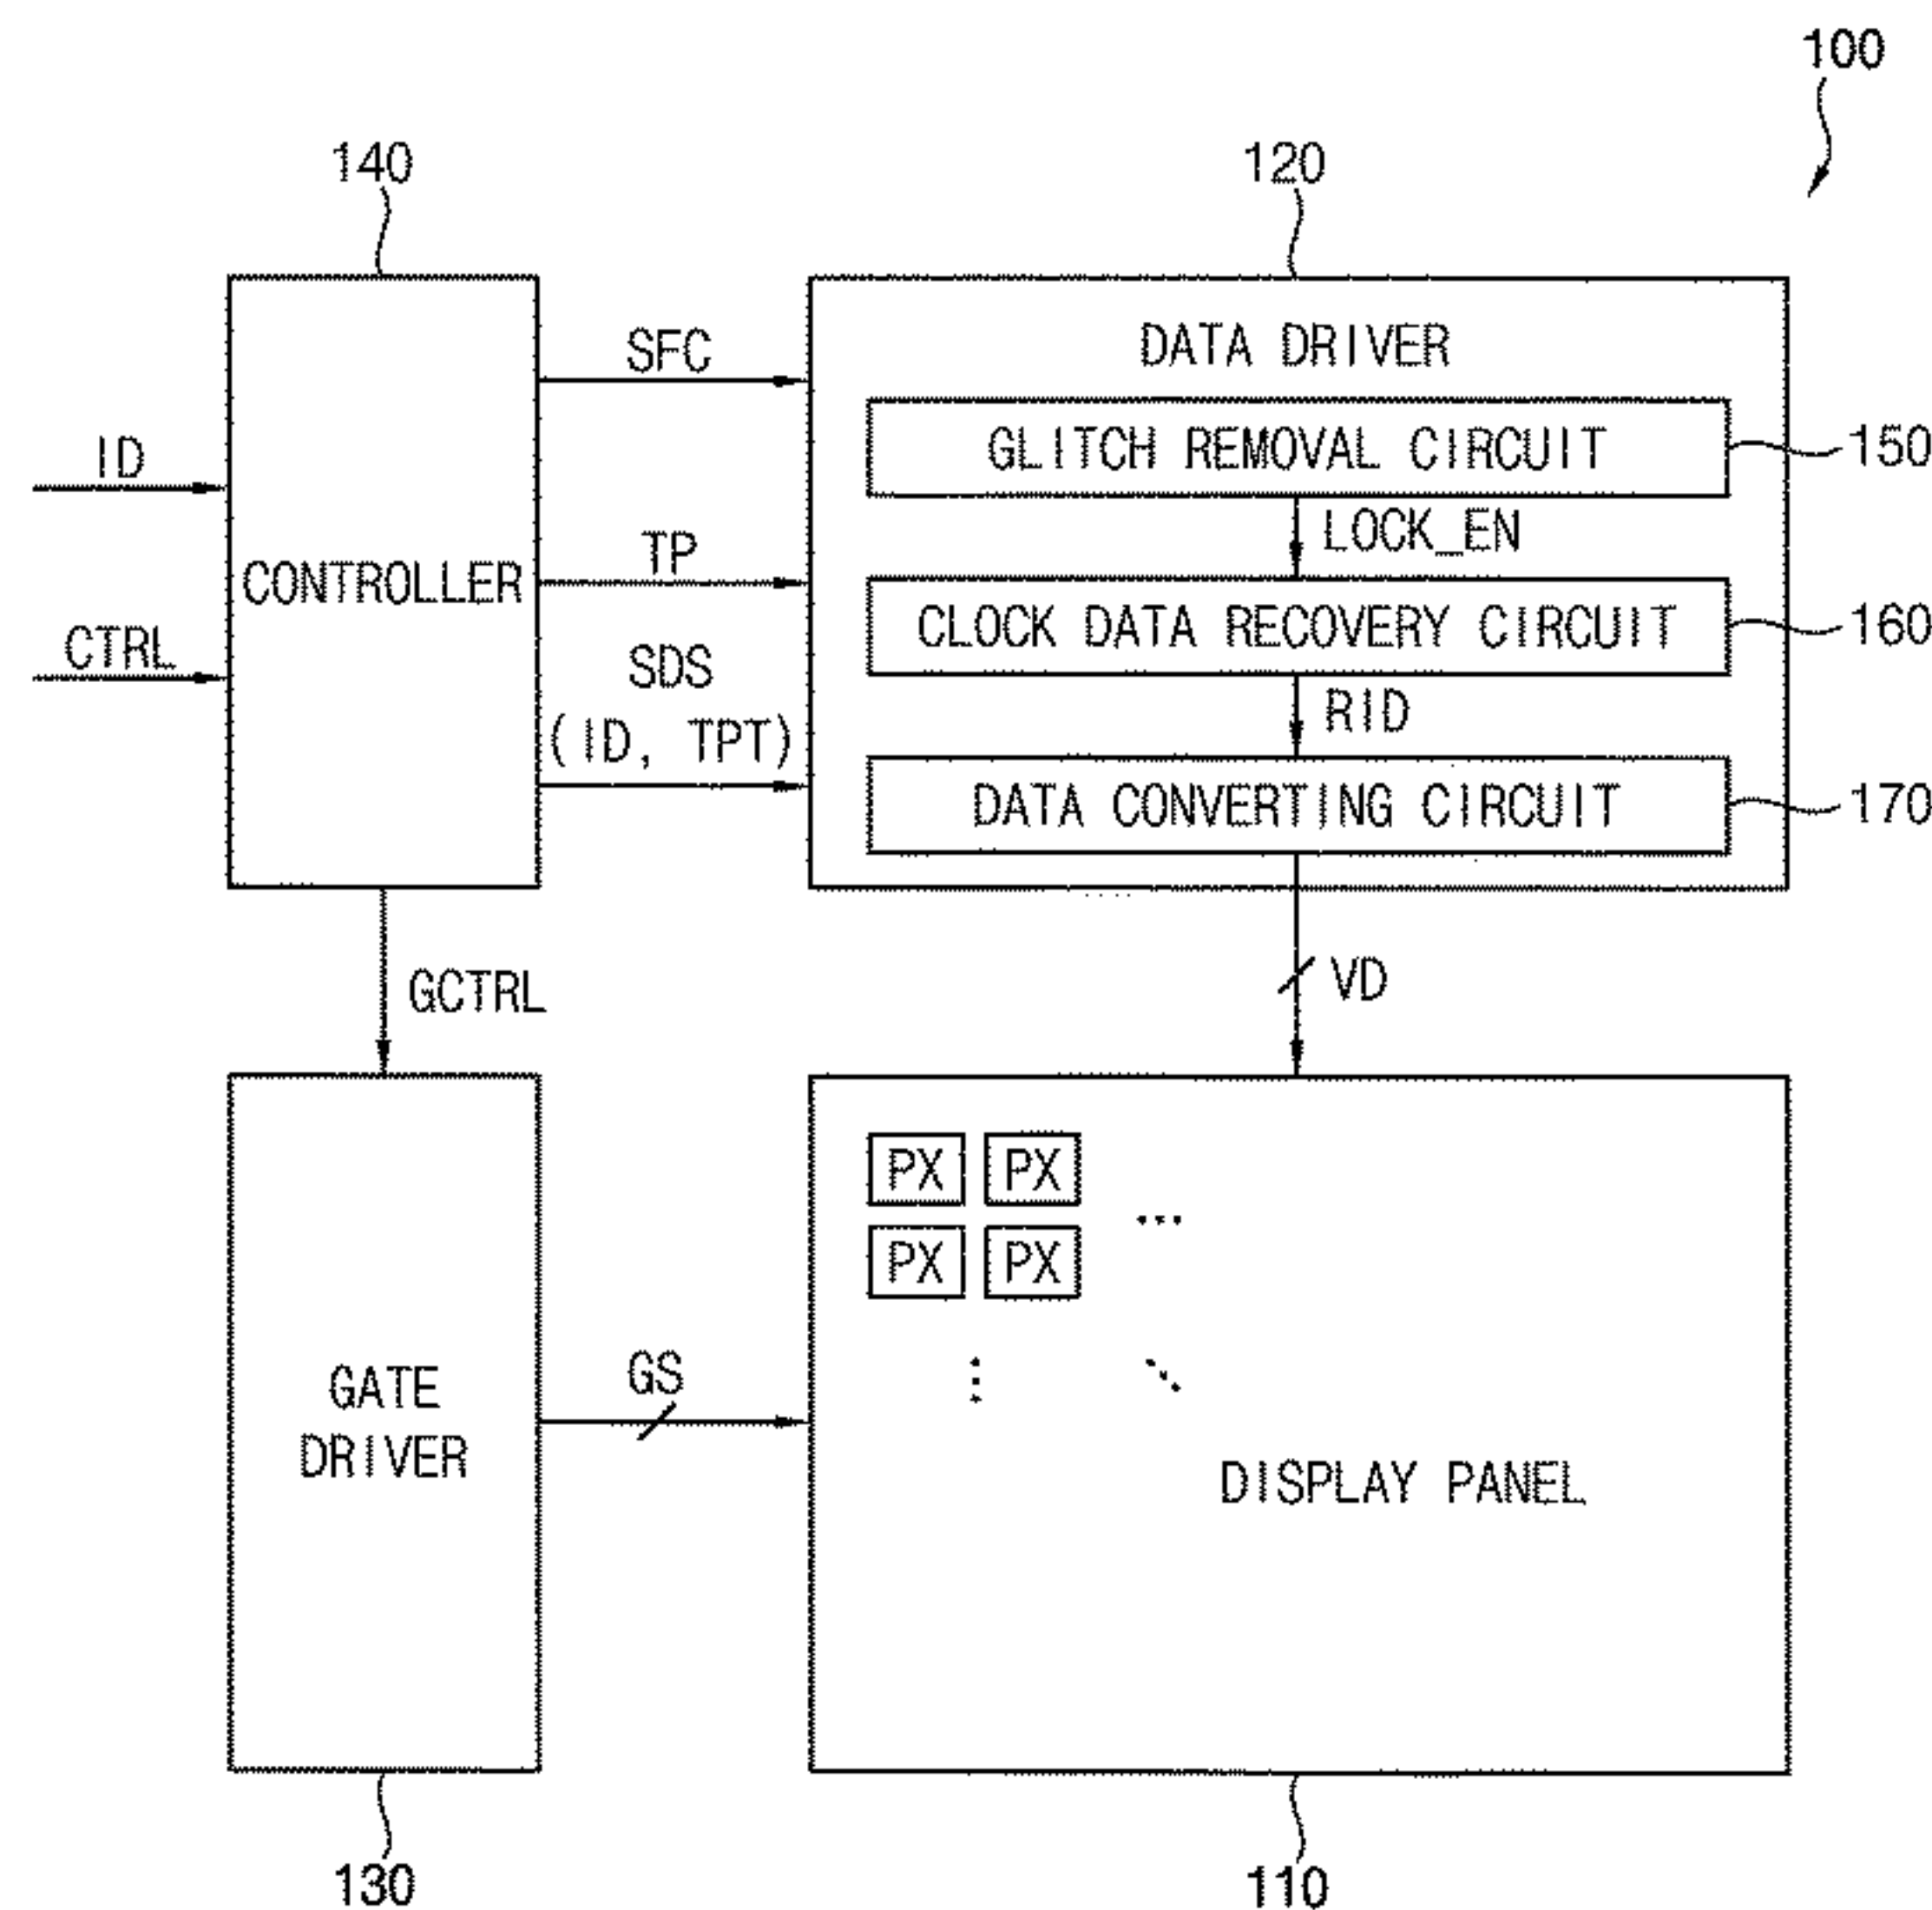 100
140
120
SFC
DATA DRIVER
GLITCH REMOVAL CIRCUIT
150
ID
LOCK_EN
TP
CONTROLLER
CLOCK DATA RECOVERY CIRCUIT
160
CTRL
SDS
(ID, TPT)
RID
DATA CONVERTING CIRCUIT
170
GCTRL
VD
PX PX
PX PX
GATE
DRIVER
GS
DISPLAY PANEL
130
110